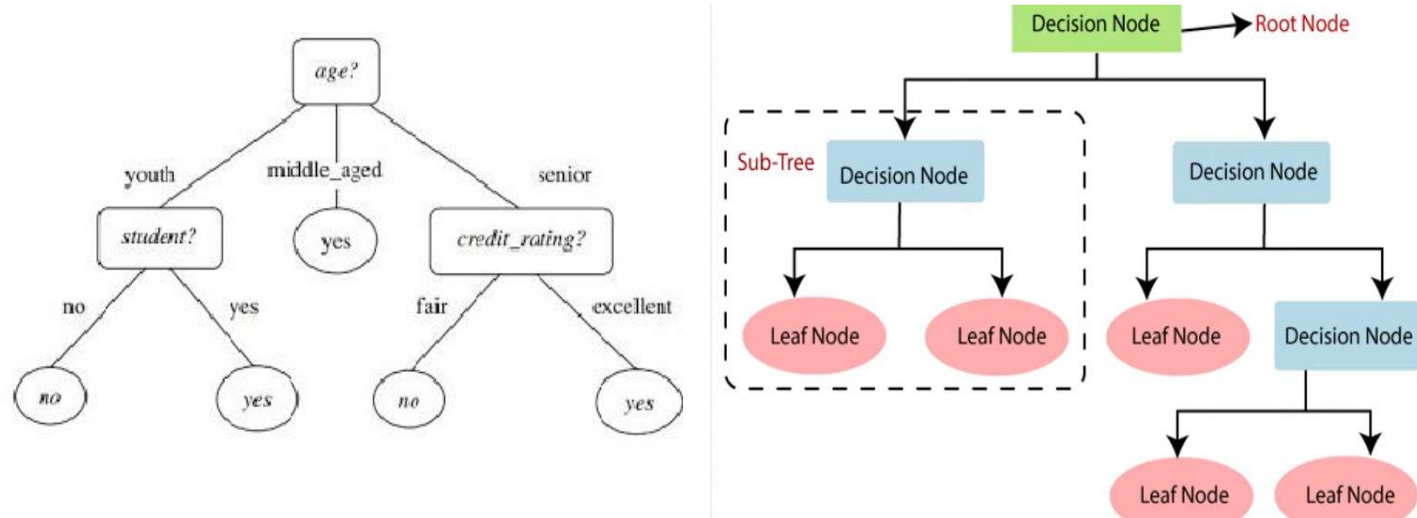 age?
youth
middle_aged
senior
student?
yes
credit_rating?
no
yes
fair
excellent
no
yes
no
yes
Decision Node
Root Node
Sub-Tree
Decision Node
Decision Node
Leaf Node
Leaf Node
Leaf Node
Decision Node
Leaf Node
Leaf Node